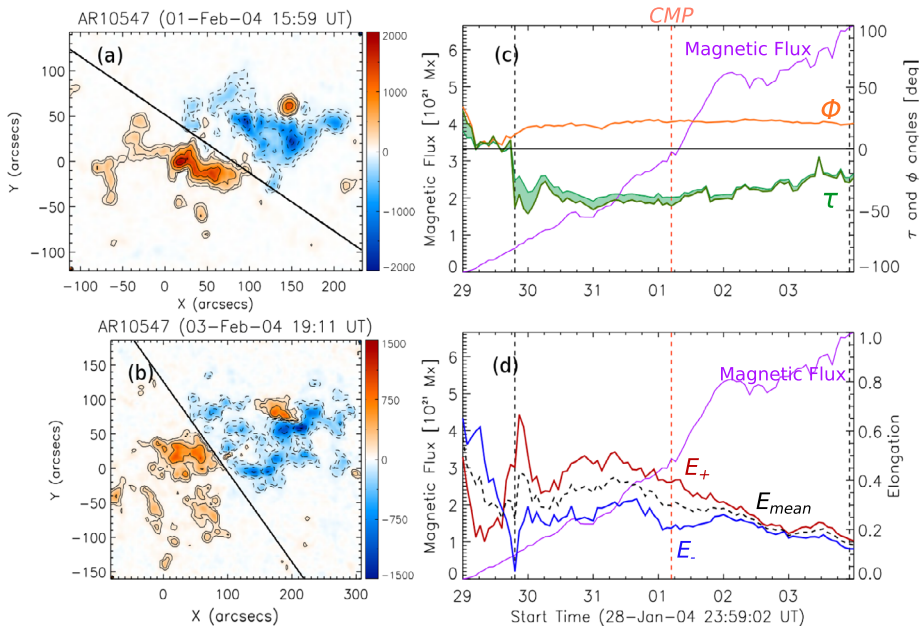 AR10547 (01-Feb-04 15:59 UT)
(a)
Y (arcsecs)
100
50
0
-50
-100
-100 -50 0 50 100 150 200
X (arcsecs)
2000
1000
0
-1000
-2000
AR10547 (03-Feb-04 19:11 UT)
(b)
Y (arcsecs)
150
100
50
0
-50
-100
-150
0 50 100 150 200 250 300
X (arcsecs)
1500
750
0
-750
-1500
CMP
(c)
Magnetic Flux
Φ
τ
Magnetic Flux [10²¹ Mx]
6
5
4
3
2
1
0
100
50
0
-50
-100
τ and ϕ angles [deg]
29 30 31 01 02 03
(d)
Magnetic Flux
E+
Emean
E-
Magnetic Flux [10²¹ Mx]
6
5
4
3
2
1
0
1.0
0.8
0.6
0.4
0.2
0.0
Elongation
29 30 31 01 02 03
Start Time (28-Jan-04 23:59:02 UT)